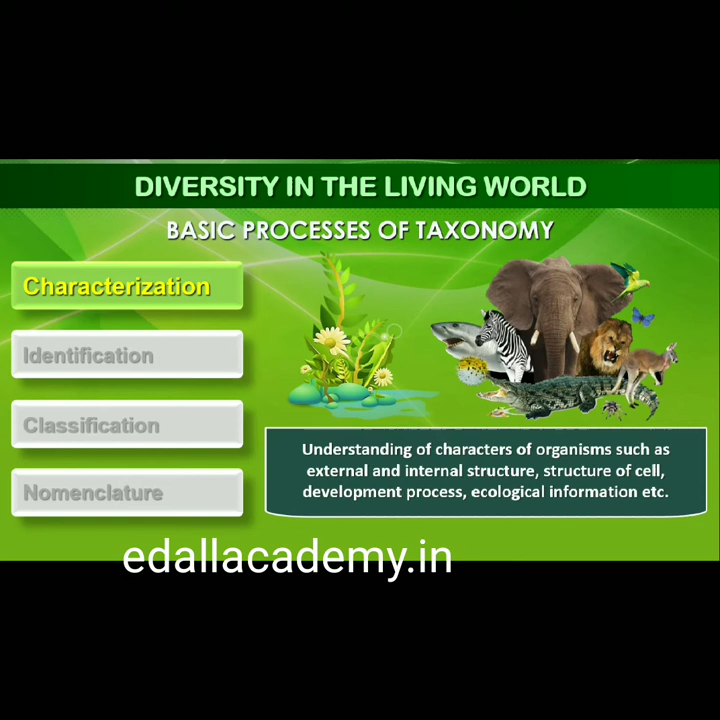 DIVERSITY IN THE LIVING WORLD
BASIC PROCESSES OF TAXONOMY
Characterization
Identification
Classification
Nomenclature
Understanding of characters of organisms such as
external and internal structure, structure of cell,
development process, ecological information etc.
edallacademy.in